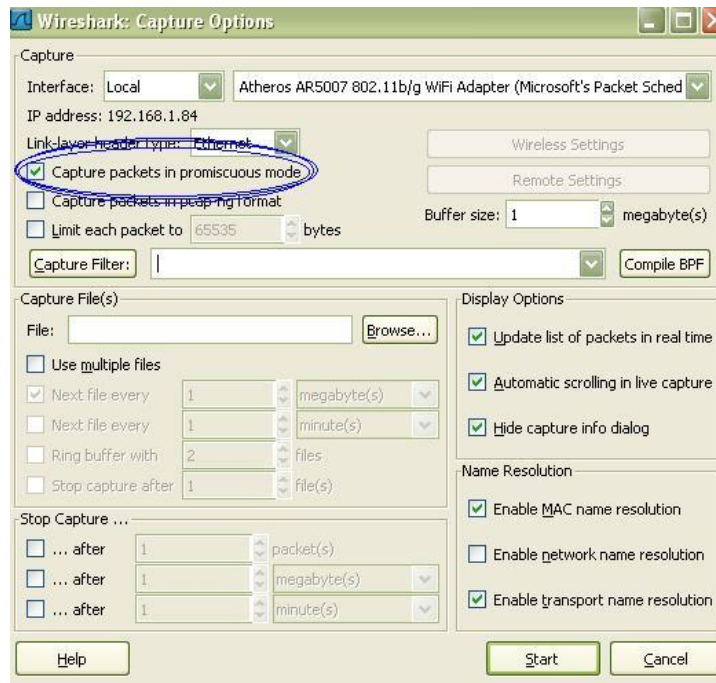 Wireshark: Capture Options
Capture
Interface: Local Atheros AR5007 802.11b/g WiFi Adapter (Microsoft's Packet Sched
IP address: 192.168.1.84
Link-layer header type: Ethernet Wireless Settings
Capture packets in promiscuous mode Remote Settings
Capture packets in pcap-ng format Buffer size: 1 megabyte(s)
Limit each packet to 65535 bytes
Capture Filter: Compile BPF
Capture File(s)
File: Browse...
Use multiple files
Next file every 1 megabyte(s)
Next file every 1 minute(s)
Ring buffer with 2 files
Stop capture after 1 file(s)
Stop Capture ...
... after 1 packet(s)
... after 1 megabyte(s)
... after 1 minute(s)
Display Options
Update list of packets in real time
Automatic scrolling in live capture
Hide capture info dialog
Name Resolution
Enable MAC name resolution
Enable network name resolution
Enable transport name resolution
Help Start Cancel